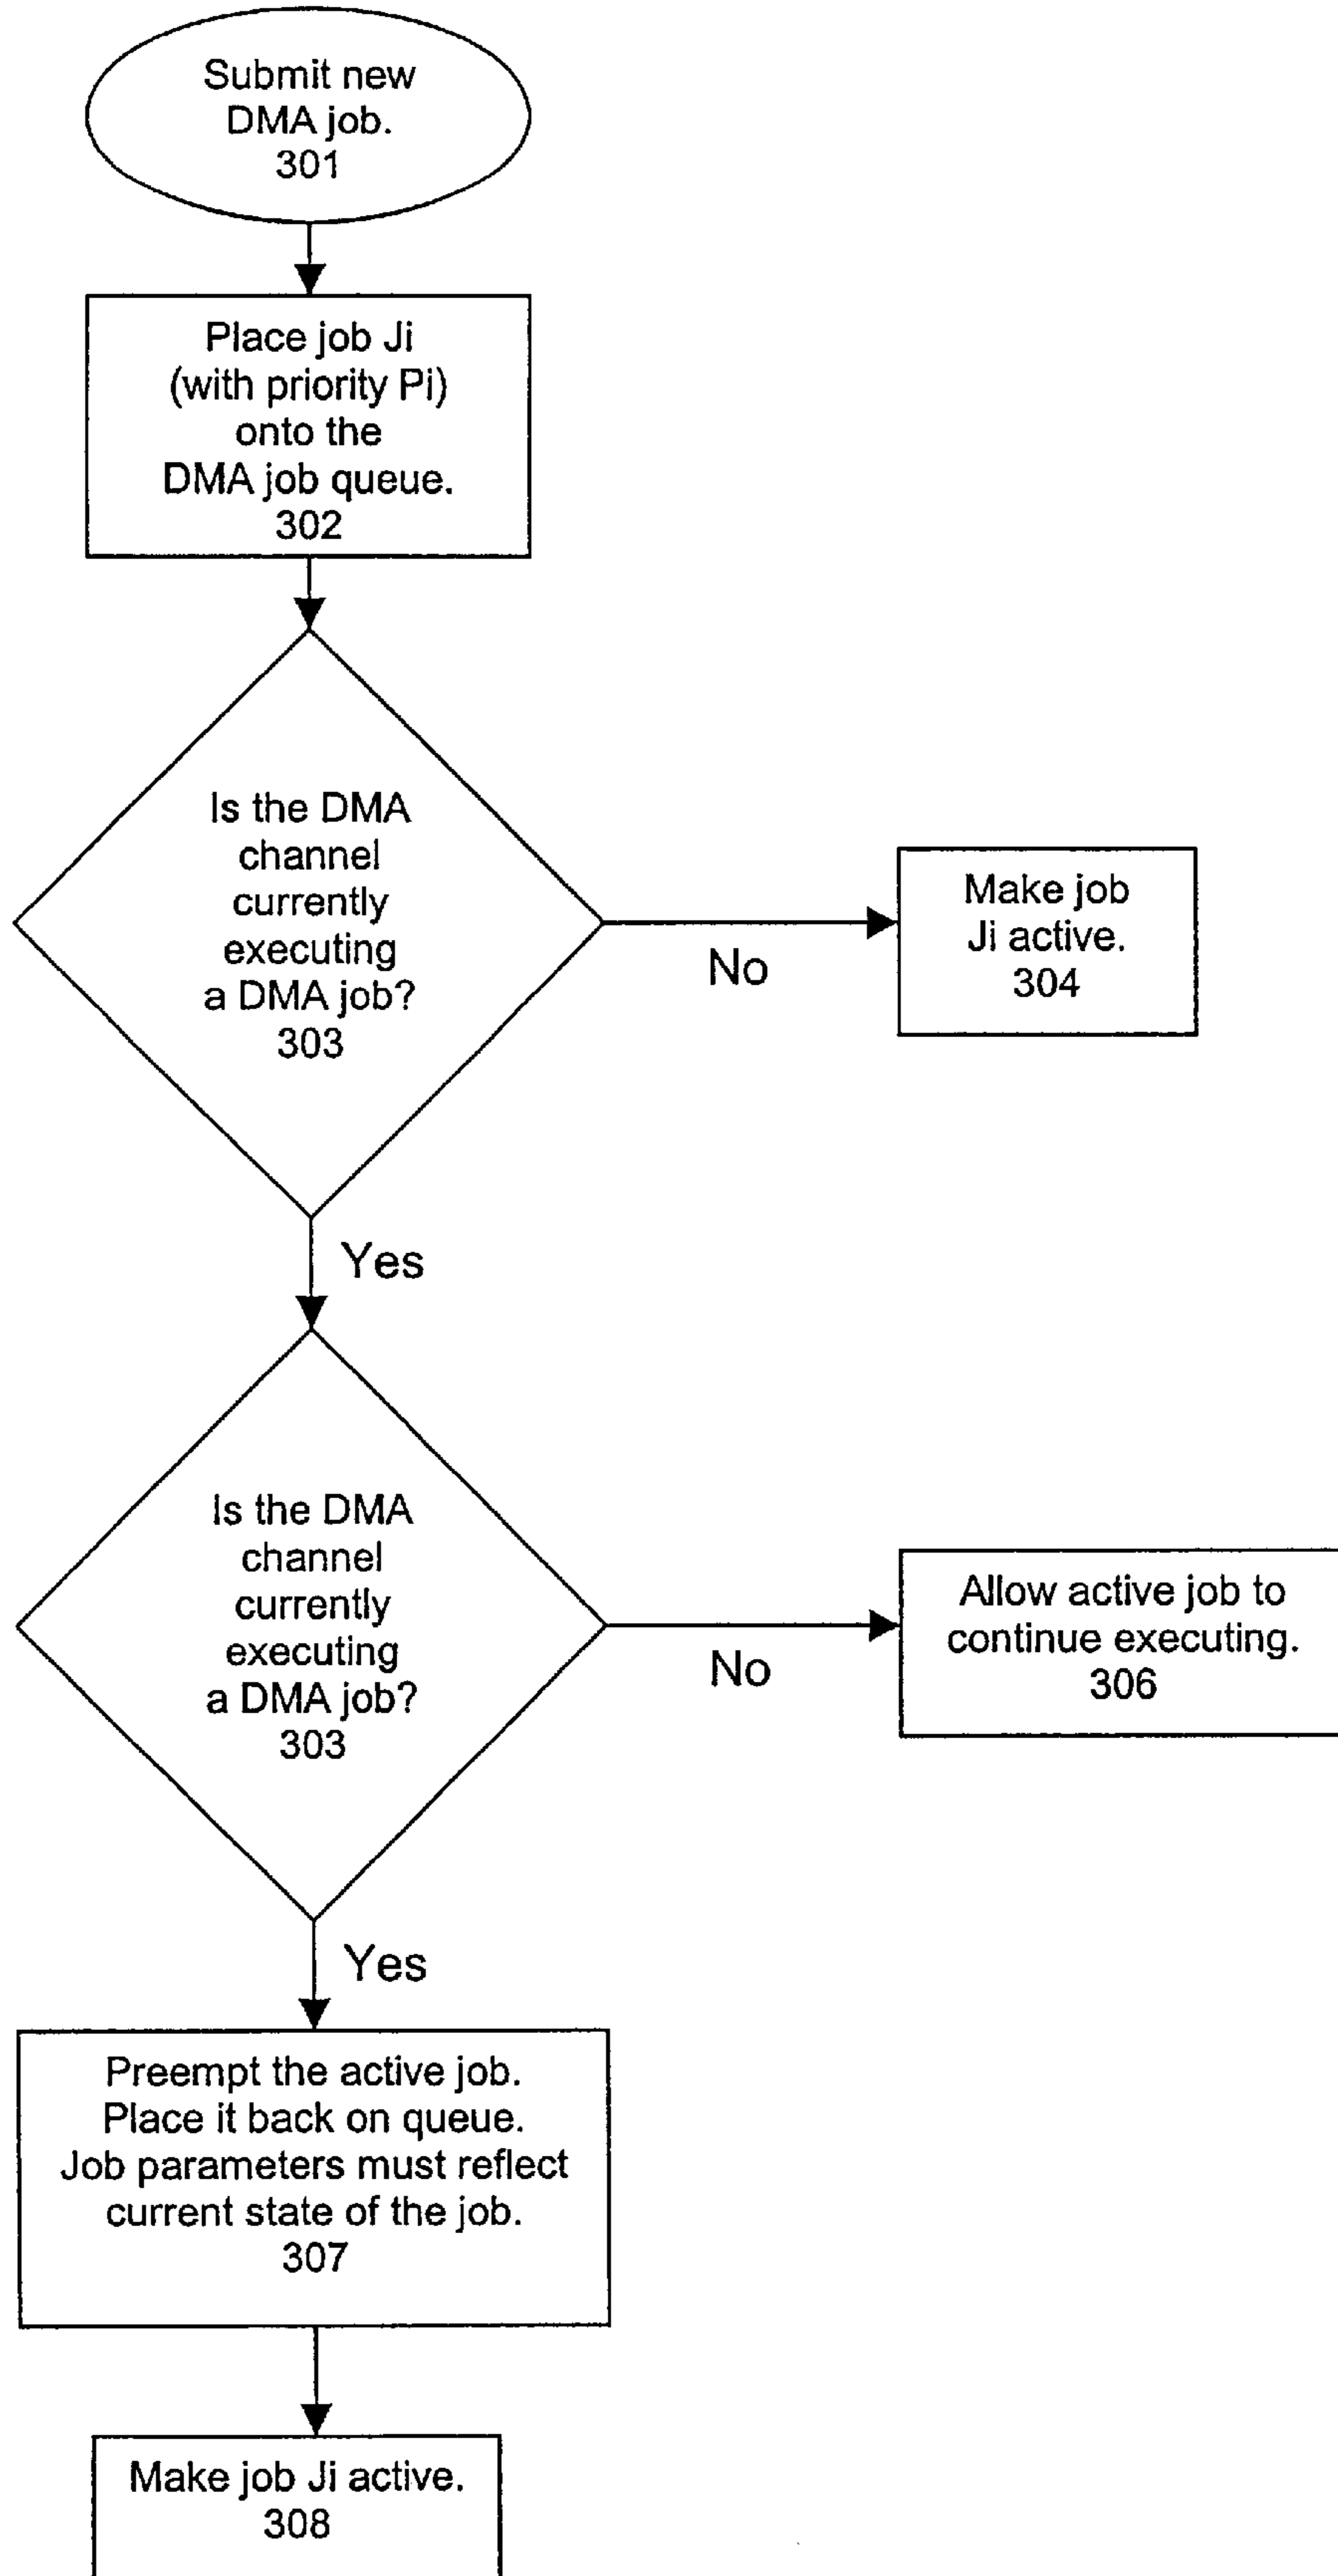 Submit new
DMA job.
301
Place job Ji
(with priority Pi)
onto the
DMA job queue.
302
Is the DMA
channel
currently
executing
a DMA job?
303
No
Make job
Ji active.
304
Yes
Is the DMA
channel
currently
executing
a DMA job?
303
No
Allow active job to
continue executing.
306
Yes
Preempt the active job.
Place it back on queue.
Job parameters must reflect
current state of the job.
307
Make job Ji active.
308